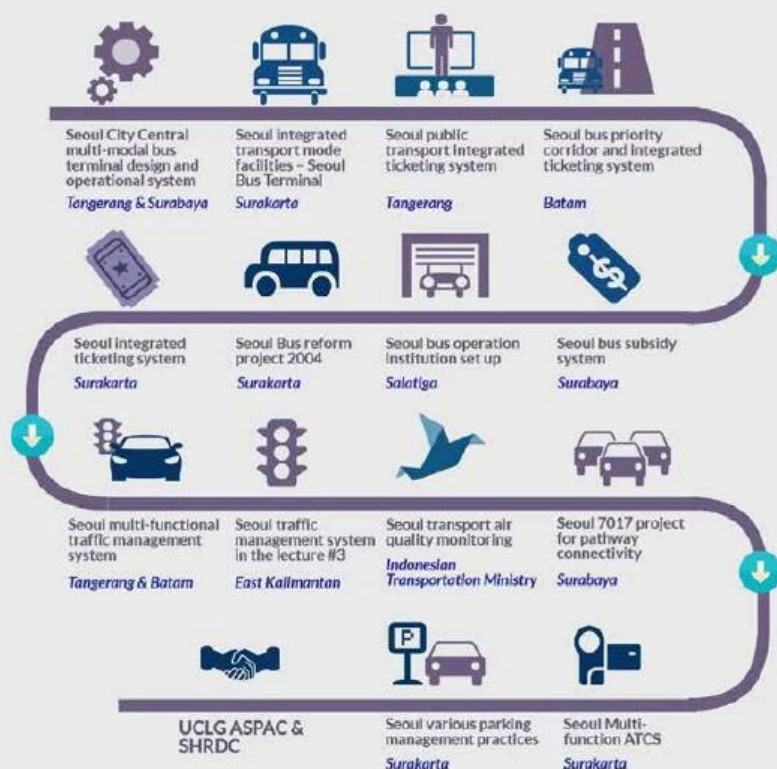 Seoul City Central
multi-modal bus
terminal design and
operational system
Tangerang & Surabaya
Seoul integrated
transport mode
facilities – Seoul
Bus Terminal
Surakarta
Seoul public
transport integrated
ticketing system
Tangerang
Seoul bus priority
corridor and integrated
ticketing system
Batam
Seoul integrated
ticketing system
Surakarta
Seoul Bus reform
project 2004
Surakarta
Seoul bus operation
institution set up
Salatiga
$
Seoul bus subsidy
system
Surabaya
Seoul multi-functional
traffic management
system
Tangerang & Batam
Seoul traffic
management system
in the lecture #3
East Kalimantan
Seoul transport air
quality monitoring
Indonesian
Transportation Ministry
Seoul 7017 project
for pathway
connectivity
Surabaya
UCLG ASPAC &
SHRDC
P
Seoul various parking
management practices
Surakarta
Seoul Multi-
function ATCS
Surakarta